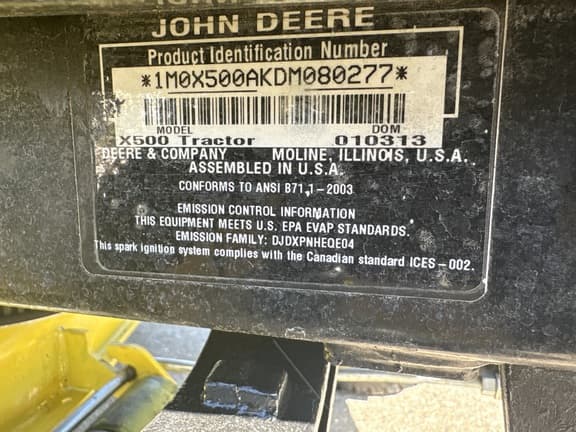 JOHN DEERE
Product Identification Number
*1M0X500AKDM080277*
MODEL DOM
X500 Tractor 010313
DEERE & COMPANY MOLINE, ILLINOIS, U.S.A.
ASSEMBLED IN U.S.A.
CONFORMS TO ANSI B71.1-2003
EMISSION CONTROL INFORMATION
THIS EQUIPMENT MEETS U.S. EPA EVAP STANDARDS.
EMISSION FAMILY: DJDXPNHEQE04
This spark ignition system complies with the Canadian standard ICES-002.